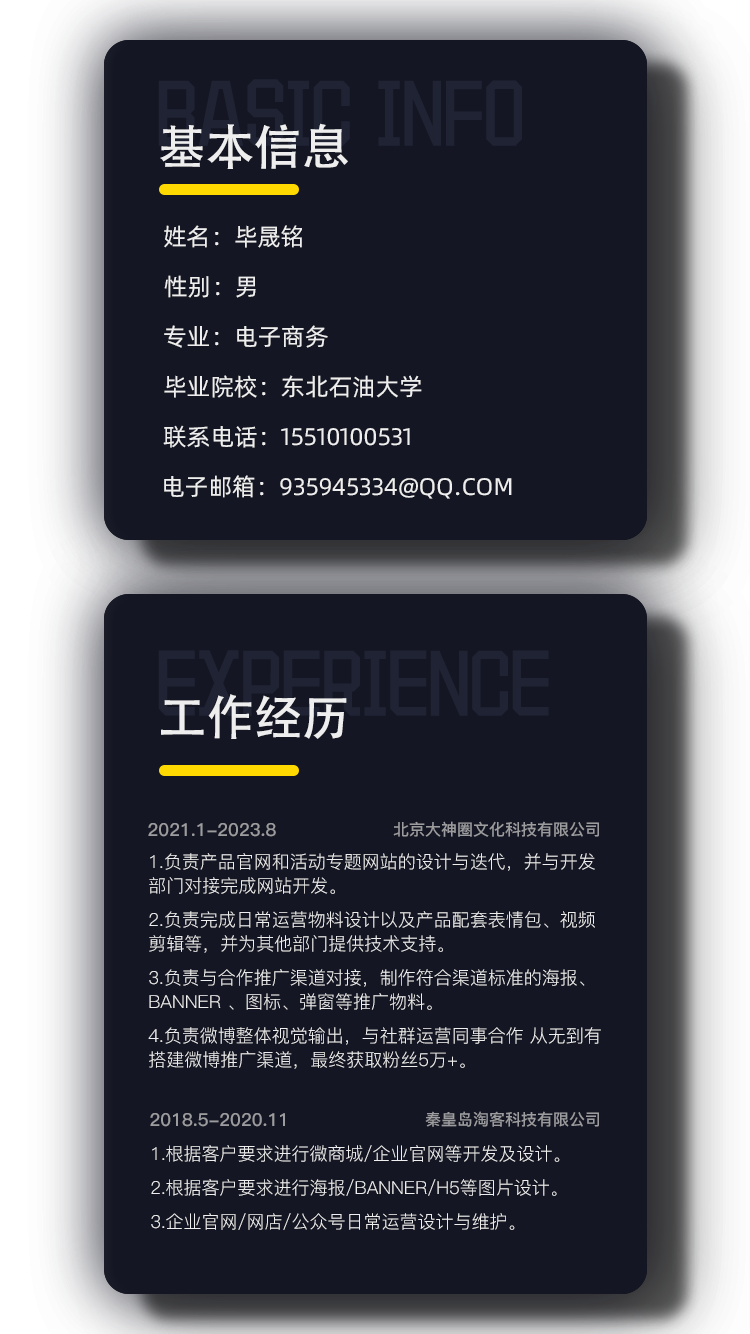 BASIC INFO
基本信息
姓名：毕晟铭
性别：男
专业：电子商务
毕业院校：东北石油大学
联系电话：15510100531
电子邮箱：935945334@QQ.COM
EXPERIENCE
工作经历
2021.1-2023.8 北京大神圈文化科技有限公司
1.负责产品官网和活动专题网站的设计与迭代，并与开发
部门对接完成网站开发。
2.负责完成日常运营物料设计以及产品配套表情包、视频
剪辑等，并为其他部门提供技术支持。
3.负责与合作推广渠道对接，制作符合渠道标准的海报、
BANNER 、图标、弹窗等推广物料。
4.负责微博整体视觉输出，与社群运营同事合作 从无到有
搭建微博推广渠道，最终获取粉丝5万+。
2018.5-2020.11 秦皇岛淘客科技有限公司
1.根据客户要求进行微商城/企业官网等开发及设计。
2.根据客户要求进行海报/BANNER/H5等图片设计。
3.企业官网/网店/公众号日常运营设计与维护。